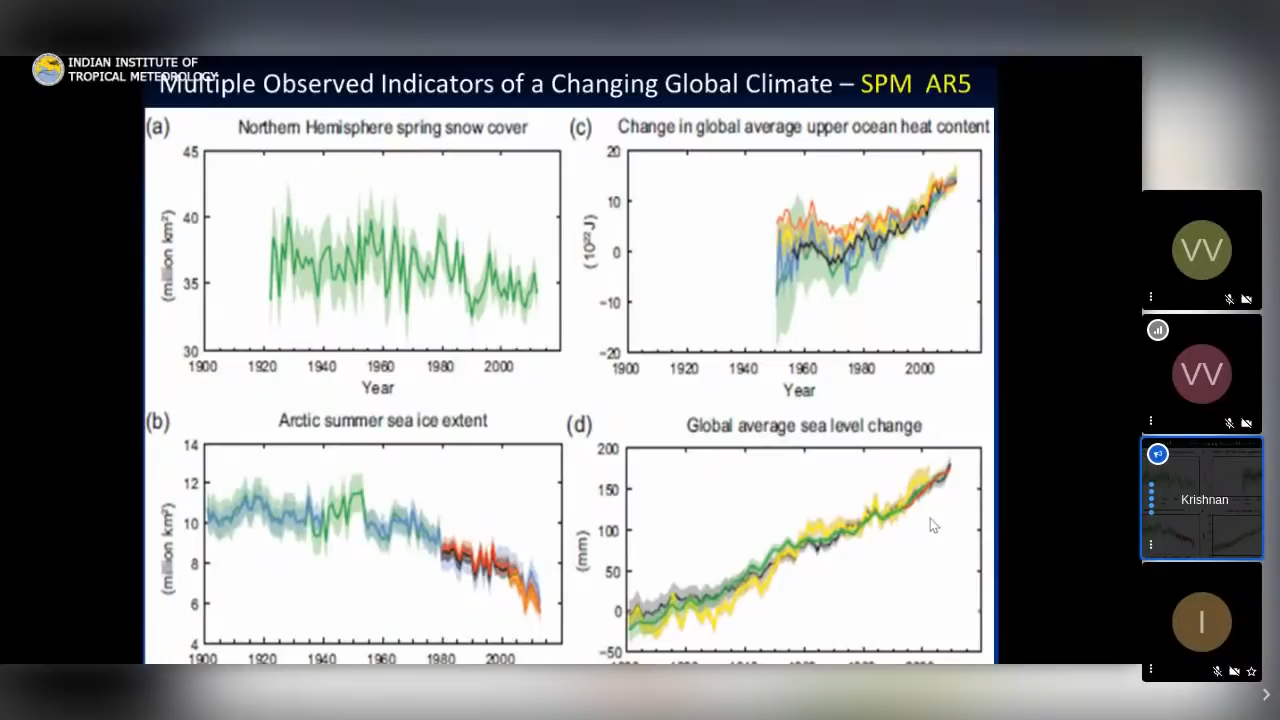 INDIAN INSTITUTE OF
TROPICAL METEOROLOGY
Multiple Observed Indicators of a Changing Global Climate – SPM AR5
(a) Northern Hemisphere spring snow cover
45
40
35
30
(million km²)
1900 1920 1940 1960 1980 2000
Year
(c) Change in global average upper ocean heat content
20
10
0
−10
−20
(10²²J)
1900 1920 1940 1960 1980 2000
Year
(b) Arctic summer sea ice extent
14
12
10
8
6
4
(million km²)
1900 1920 1940 1960 1980 2000
(d) Global average sea level change
200
150
100
50
0
−50
(mm)
VV
VV
Krishnan
I